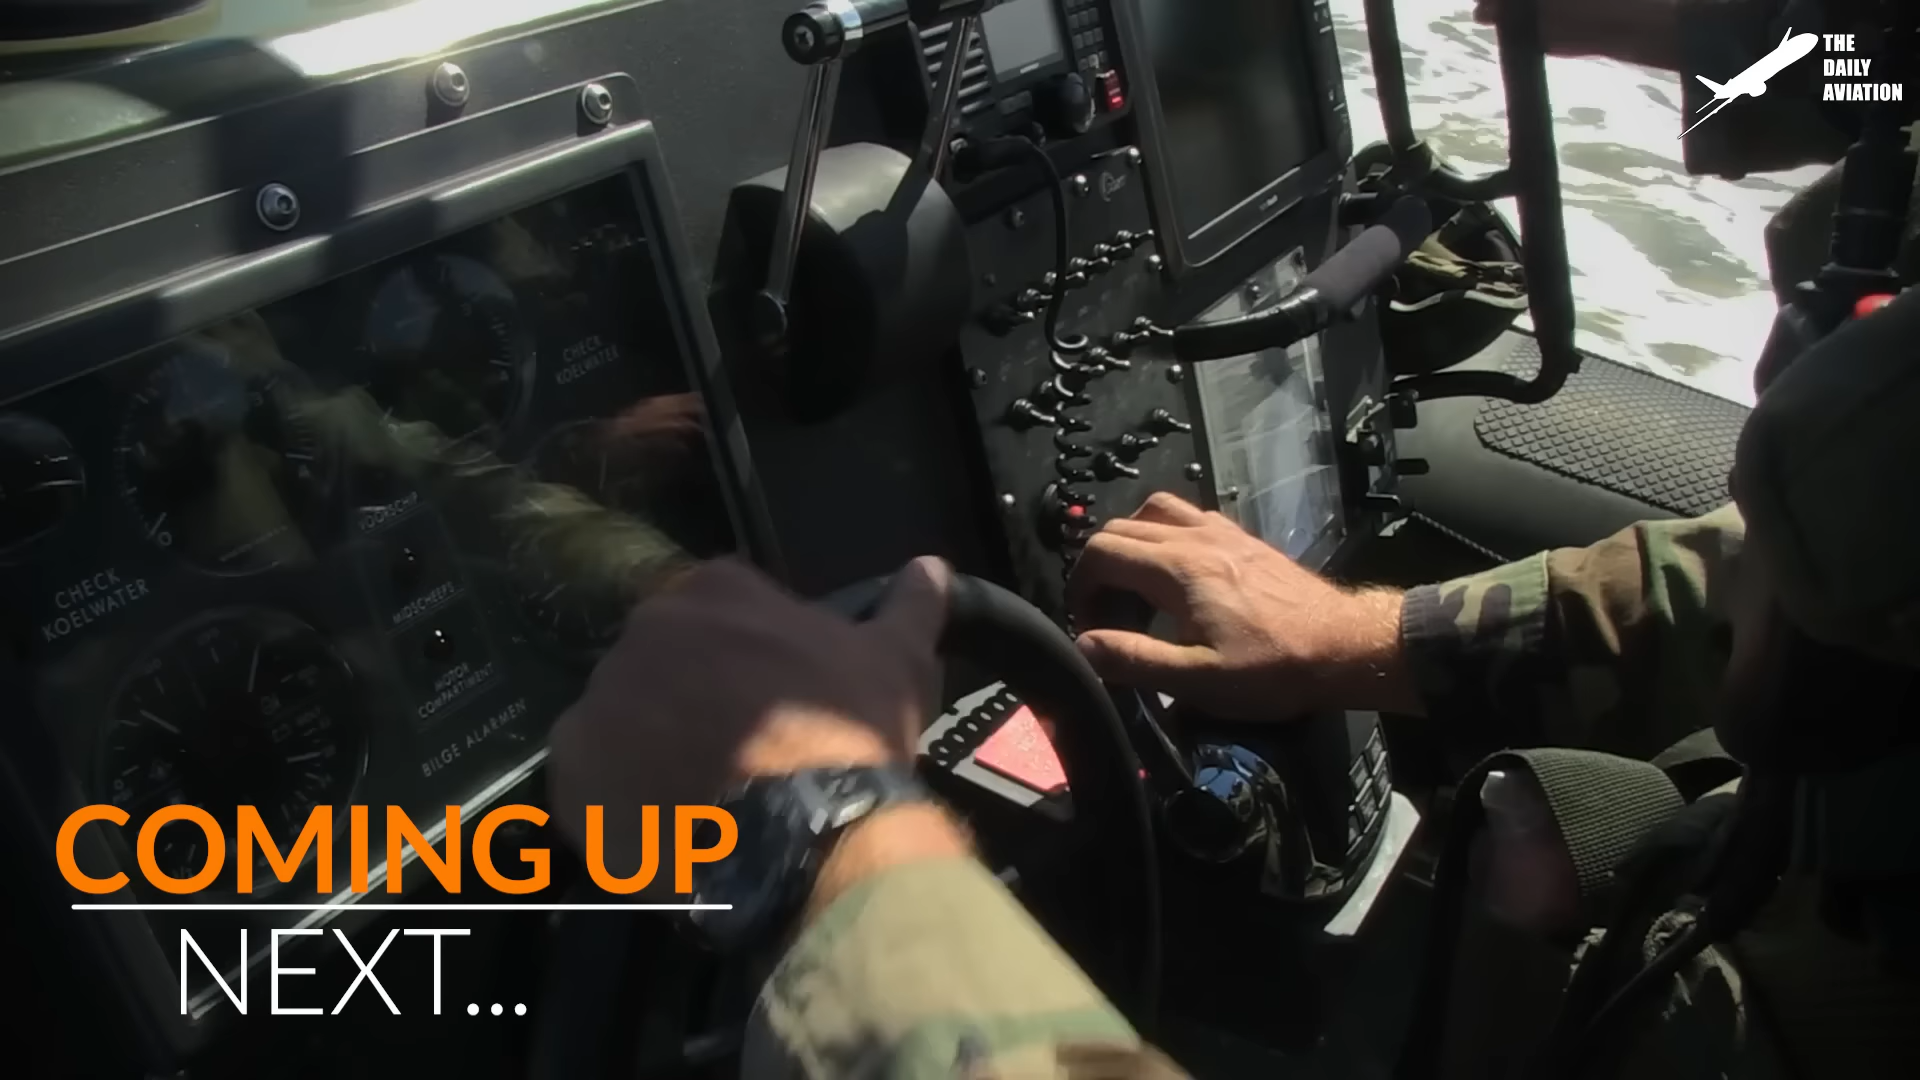 THE
DAILY
AVIATION
CHECK
KOELWATER
VOORSCHIP
CHECK
KOELWATER
MIDSCHEEPS
MOTOR
COMPARTIMENT
BILGE ALARMEN
COMING UP
NEXT...